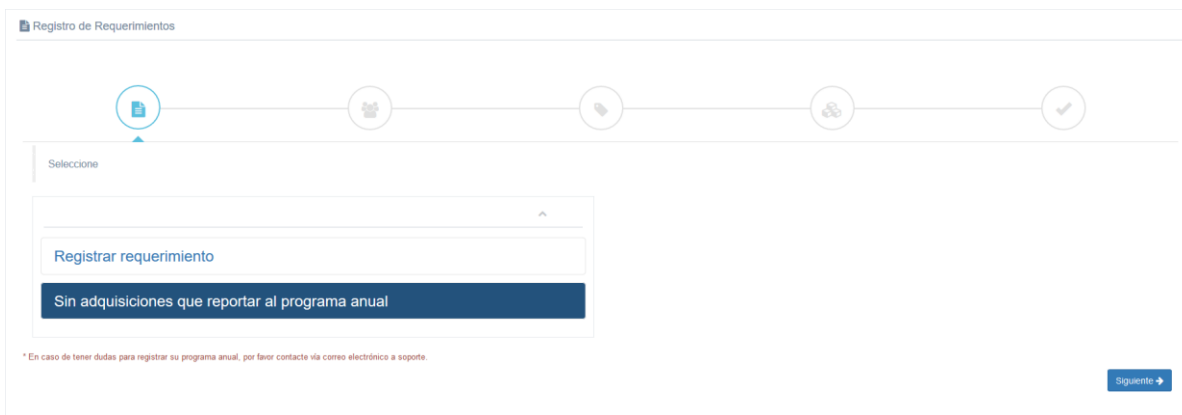 Registro de Requerimientos
Seleccione
Registrar requerimiento
Sin adquisiciones que reportar al programa anual
* En caso de tener dudas para registrar su programa anual, por favor contacte vía correo electrónico a soporte.
Siguiente